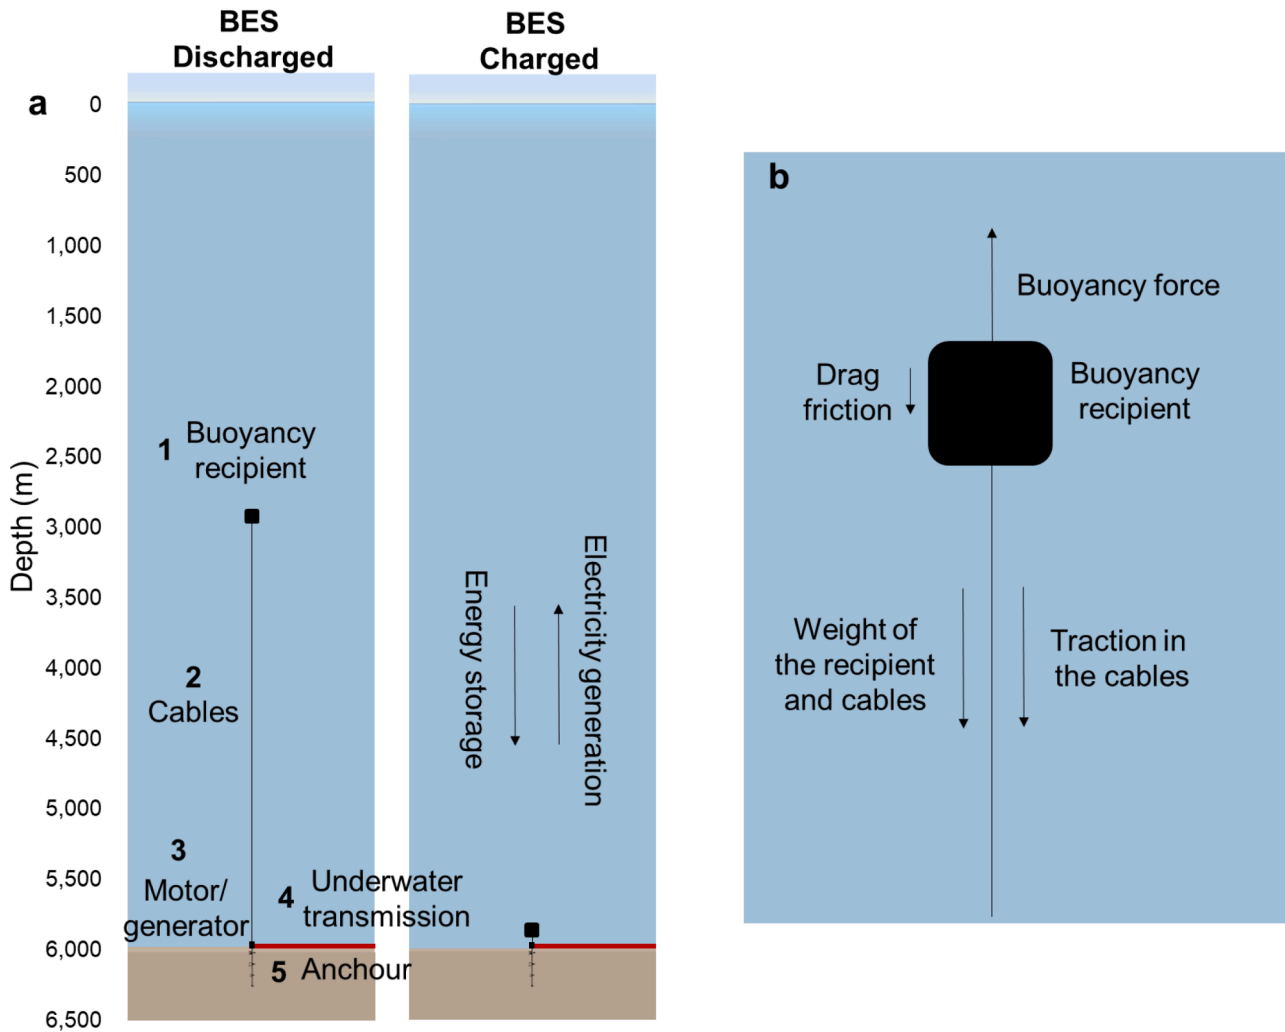 BES
Discharged
BES
Charged
a
0
500
1,000
1,500
2,000
2,500
3,000
3,500
4,000
4,500
5,000
5,500
6,000
6,500
Depth (m)
1
Buoyancy
recipient
2
Cables
3
Motor/
generator
4
Underwater
transmission
5
Anchour
Energy storage
Electricity generation
b
Buoyancy force
Drag
friction
Buoyancy
recipient
Weight of
the recipient
and cables
Traction in
the cables